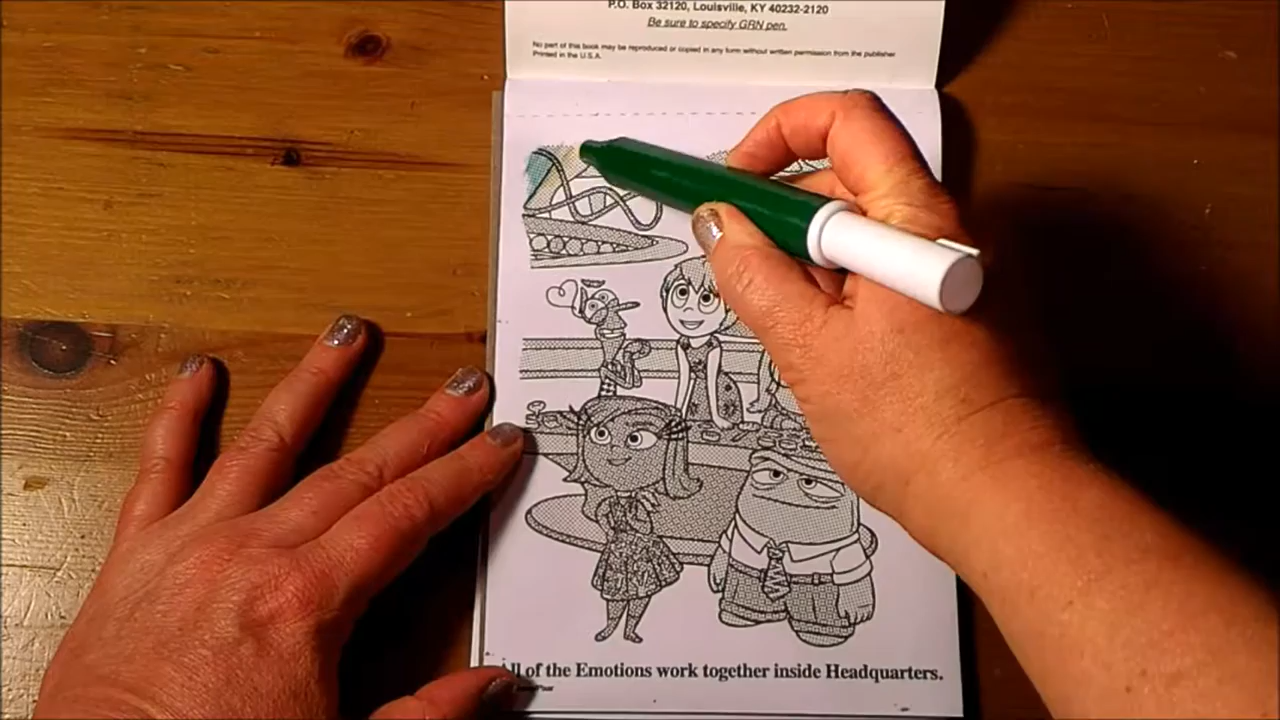 P.O. Box 32120, Louisville, KY 40232-2120
Be sure to specify GRN pen.
No part of this book may be reproduced or copied in any form without written permission from the publisher
Printed in the U.S.A.
All of the Emotions work together inside Headquarters.